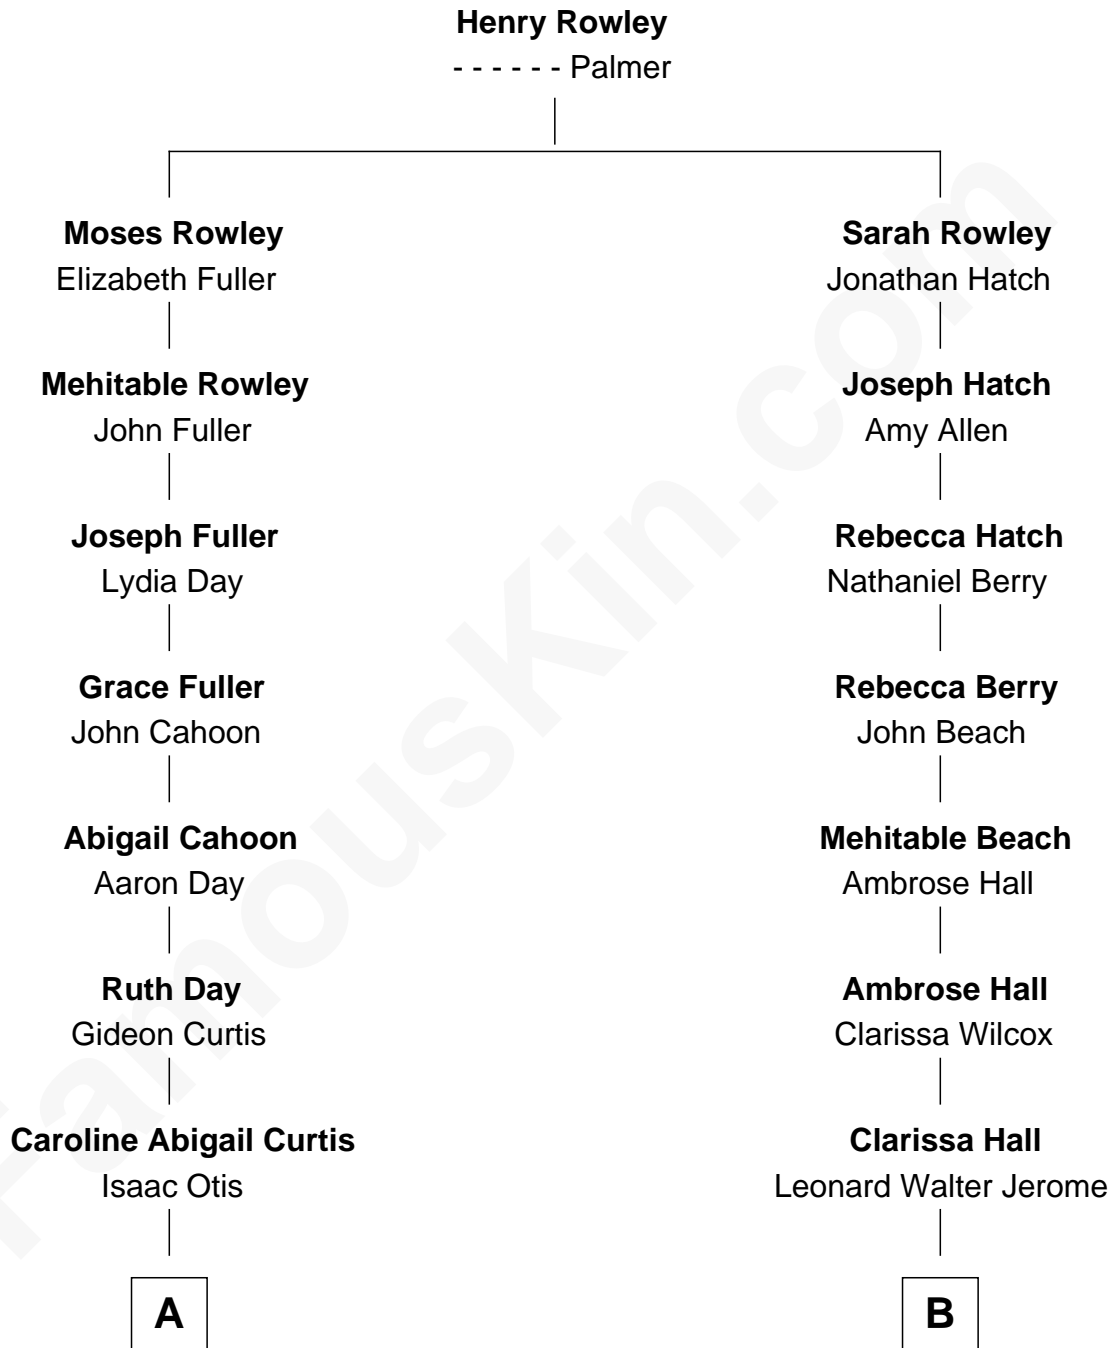 Henry Rowley
- - - - - - Palmer
Moses Rowley
Elizabeth Fuller
Sarah Rowley
Jonathan Hatch
Mehitable Rowley
John Fuller
Joseph Hatch
Amy Allen
Joseph Fuller
Lydia Day
Rebecca Hatch
Nathaniel Berry
Grace Fuller
John Cahoon
Rebecca Berry
John Beach
Abigail Cahoon
Aaron Day
Mehitable Beach
Ambrose Hall
Ruth Day
Gideon Curtis
Ambrose Hall
Clarissa Wilcox
Caroline Abigail Curtis
Isaac Otis
Clarissa Hall
Leonard Walter Jerome
A
B
FamousKin.com